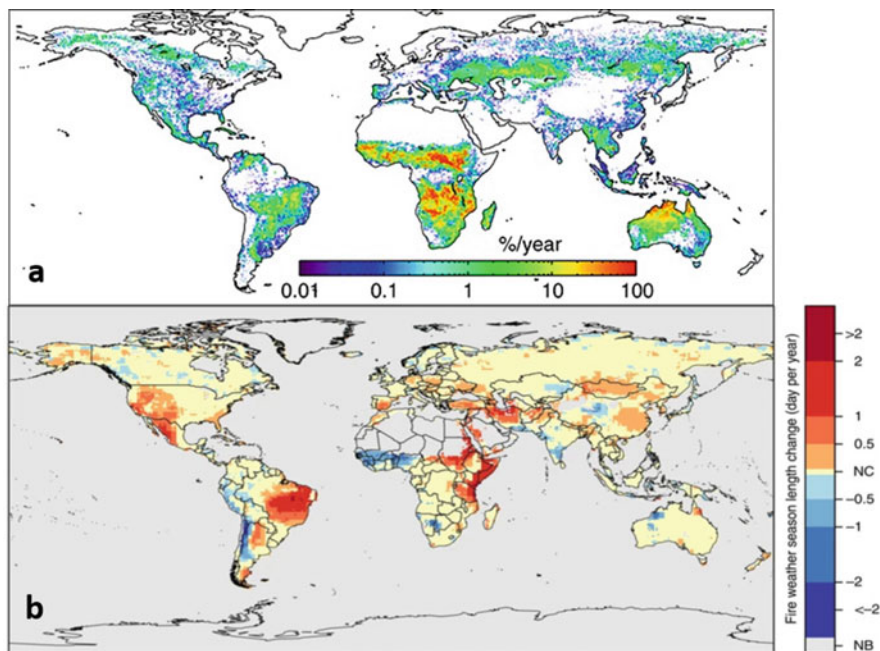 a
%/year
0.01 0.1 1 10 100
b
Fire weather season length change (day per year)
>2
2
1
0.5
NC
−0.5
−1
−2
<−2
NB